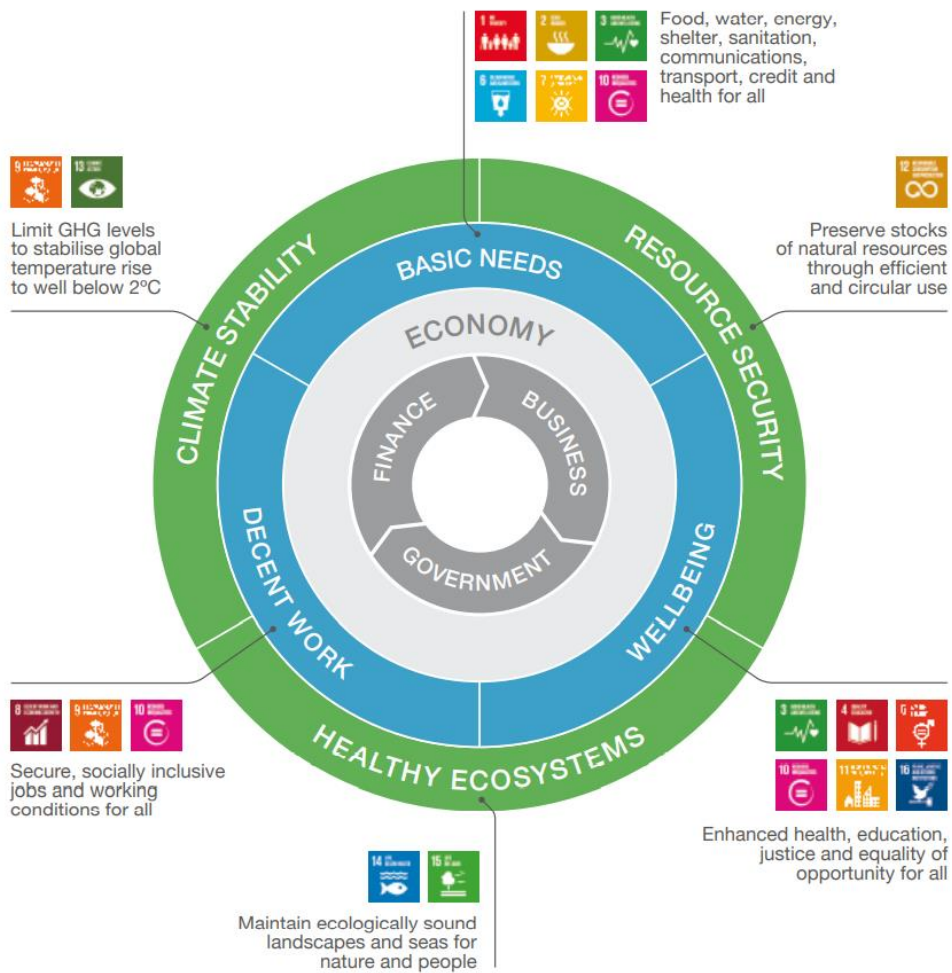 1
2
3
6
7
10
Food, water, energy,
shelter, sanitation,
communications,
transport, credit and
health for all
9
13
Limit GHG levels
to stabilise global
temperature rise
to well below 2ºC
12
Preserve stocks
of natural resources
through efficient
and circular use
CLIMATE STABILITY
RESOURCE SECURITY
BASIC NEEDS
ECONOMY
FINANCE
BUSINESS
GOVERNMENT
DECENT WORK
WELLBEING
HEALTHY ECOSYSTEMS
8
9
10
Secure, socially inclusive
jobs and working
conditions for all
3
4
10
11
16
Enhanced health, education,
justice and equality of
opportunity for all
14
15
Maintain ecologically sound
landscapes and seas for
nature and people